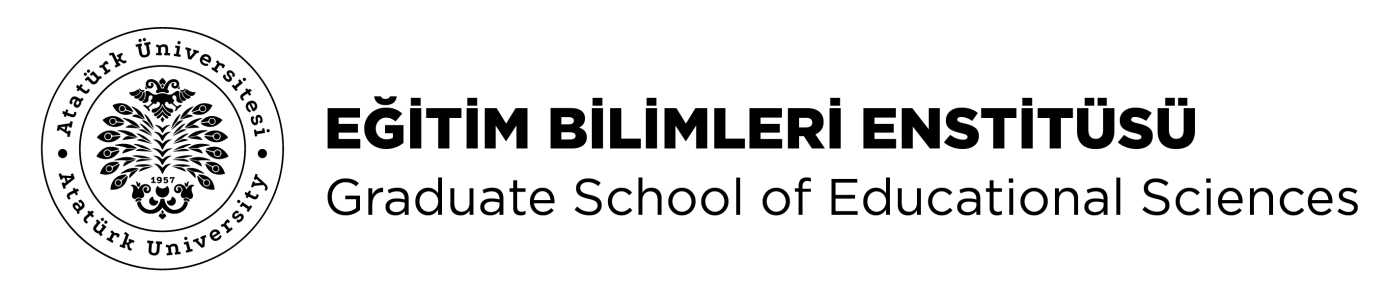 Atatürk Üniversitesi
1957
Atatürk University
EĞİTİM BİLİMLERİ ENSTİTÜSÜ
Graduate School of Educational Sciences